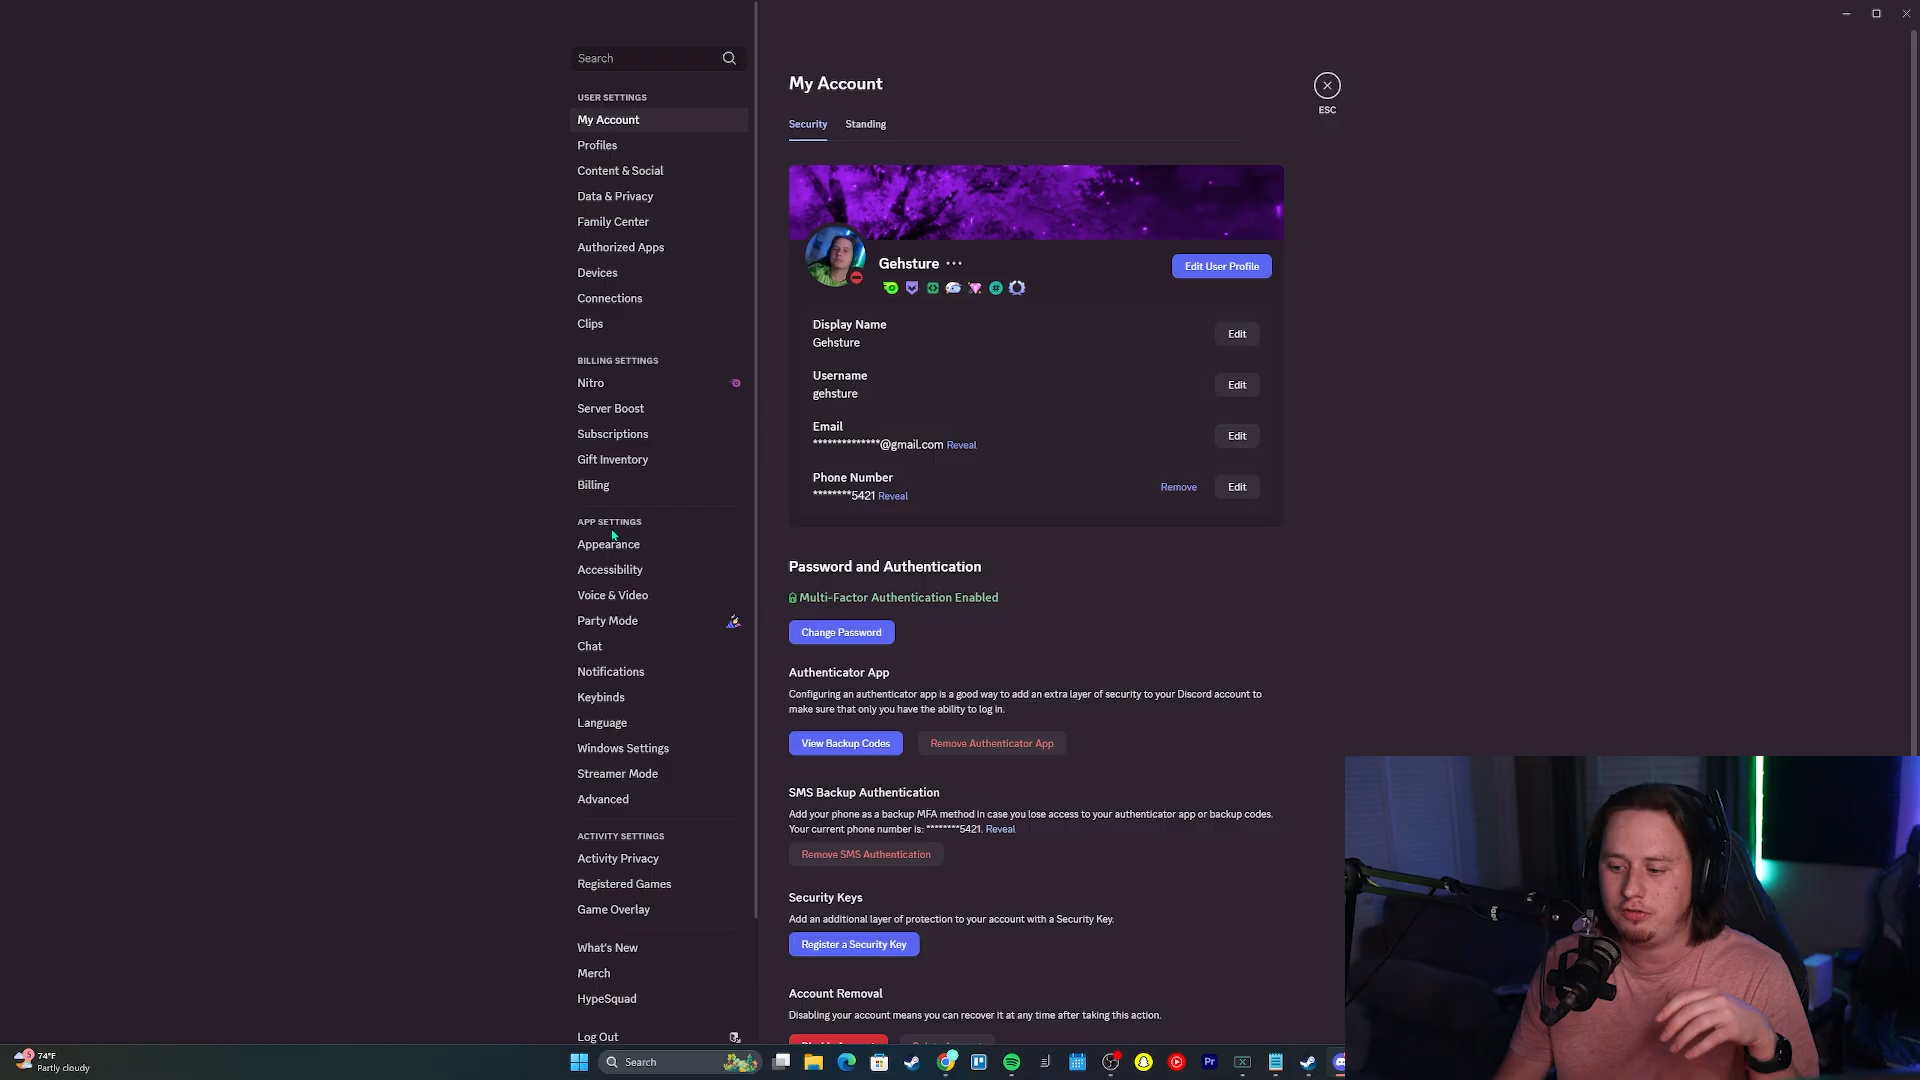 Search
USER SETTINGS
My Account
Profiles
Content & Social
Data & Privacy
Family Center
Authorized Apps
Devices
Connections
Clips
BILLING SETTINGS
Nitro
Server Boost
Subscriptions
Gift Inventory
Billing
APP SETTINGS
Appearance
Accessibility
Voice & Video
Party Mode
Chat
Notifications
Keybinds
Language
Windows Settings
Streamer Mode
Advanced
ACTIVITY SETTINGS
Activity Privacy
Registered Games
Game Overlay
What's New
Merch
HypeSquad
Log Out
My Account
ESC
Security Standing
Gehsture
Edit User Profile
Display Name
Gehsture
Edit
Username
gehsture
Edit
Email
**************@gmail.com Reveal
Edit
Phone Number
********5421 Reveal
Remove Edit
Password and Authentication
Multi-Factor Authentication Enabled
Change Password
Authenticator App
Configuring an authenticator app is a good way to add an extra layer of security to your Discord account to
make sure that only you have the ability to log in.
View Backup Codes Remove Authenticator App
SMS Backup Authentication
Add your phone as a backup MFA method in case you lose access to your authenticator app or backup codes.
Your current phone number is: ********5421. Reveal
Remove SMS Authentication
Security Keys
Add an additional layer of protection to your account with a Security Key.
Register a Security Key
Account Removal
Disabling your account means you can recover it at any time after taking this action.
74°F
Partly cloudy
Search
Pr